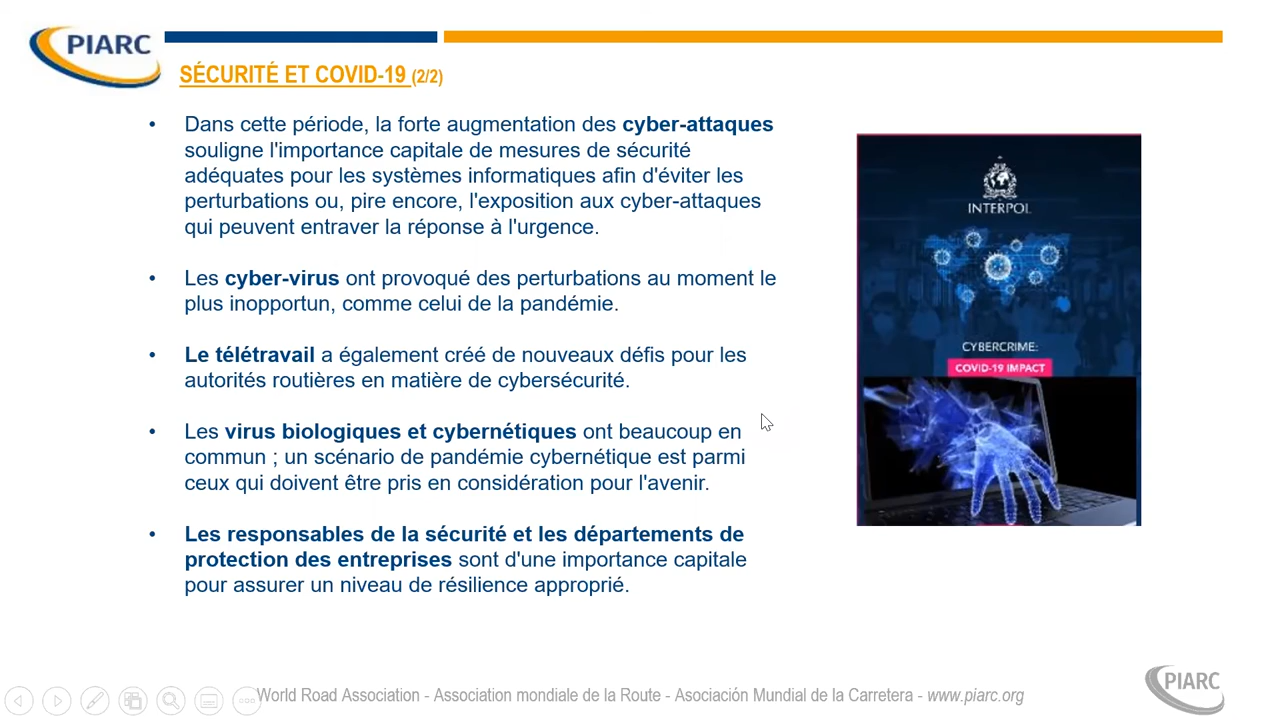 PIARC
SÉCURITÉ ET COVID-19 (2/2)
• Dans cette période, la forte augmentation des cyber-attaques
souligne l'importance capitale de mesures de sécurité
adéquates pour les systèmes informatiques afin d'éviter les
perturbations ou, pire encore, l'exposition aux cyber-attaques
qui peuvent entraver la réponse à l'urgence.
• Les cyber-virus ont provoqué des perturbations au moment le
plus inopportun, comme celui de la pandémie.
• Le télétravail a également créé de nouveaux défis pour les
autorités routières en matière de cybersécurité.
• Les virus biologiques et cybernétiques ont beaucoup en
commun ; un scénario de pandémie cybernétique est parmi
ceux qui doivent être pris en considération pour l'avenir.
• Les responsables de la sécurité et les départements de
protection des entreprises sont d'une importance capitale
pour assurer un niveau de résilience approprié.
INTERPOL
CYBERCRIME:
COVID-19 IMPACT
World Road Association - Association mondiale de la Route - Asociación Mundial de la Carretera - www.piarc.org
PIARC